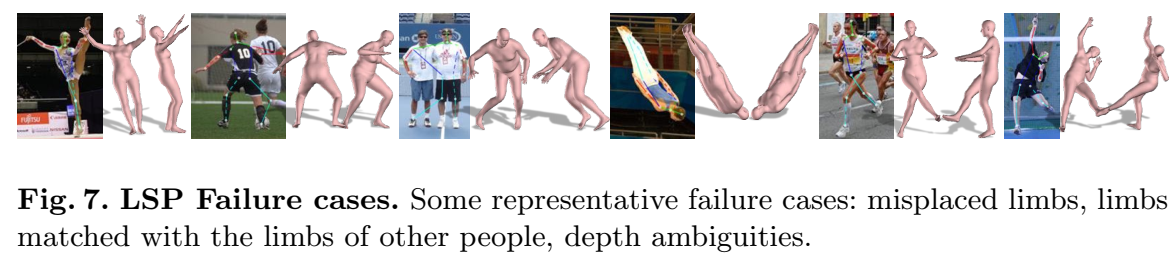 10
10
FUJITSU
Fig. 7. LSP Failure cases. Some representative failure cases: misplaced limbs, limbs
matched with the limbs of other people, depth ambiguities.